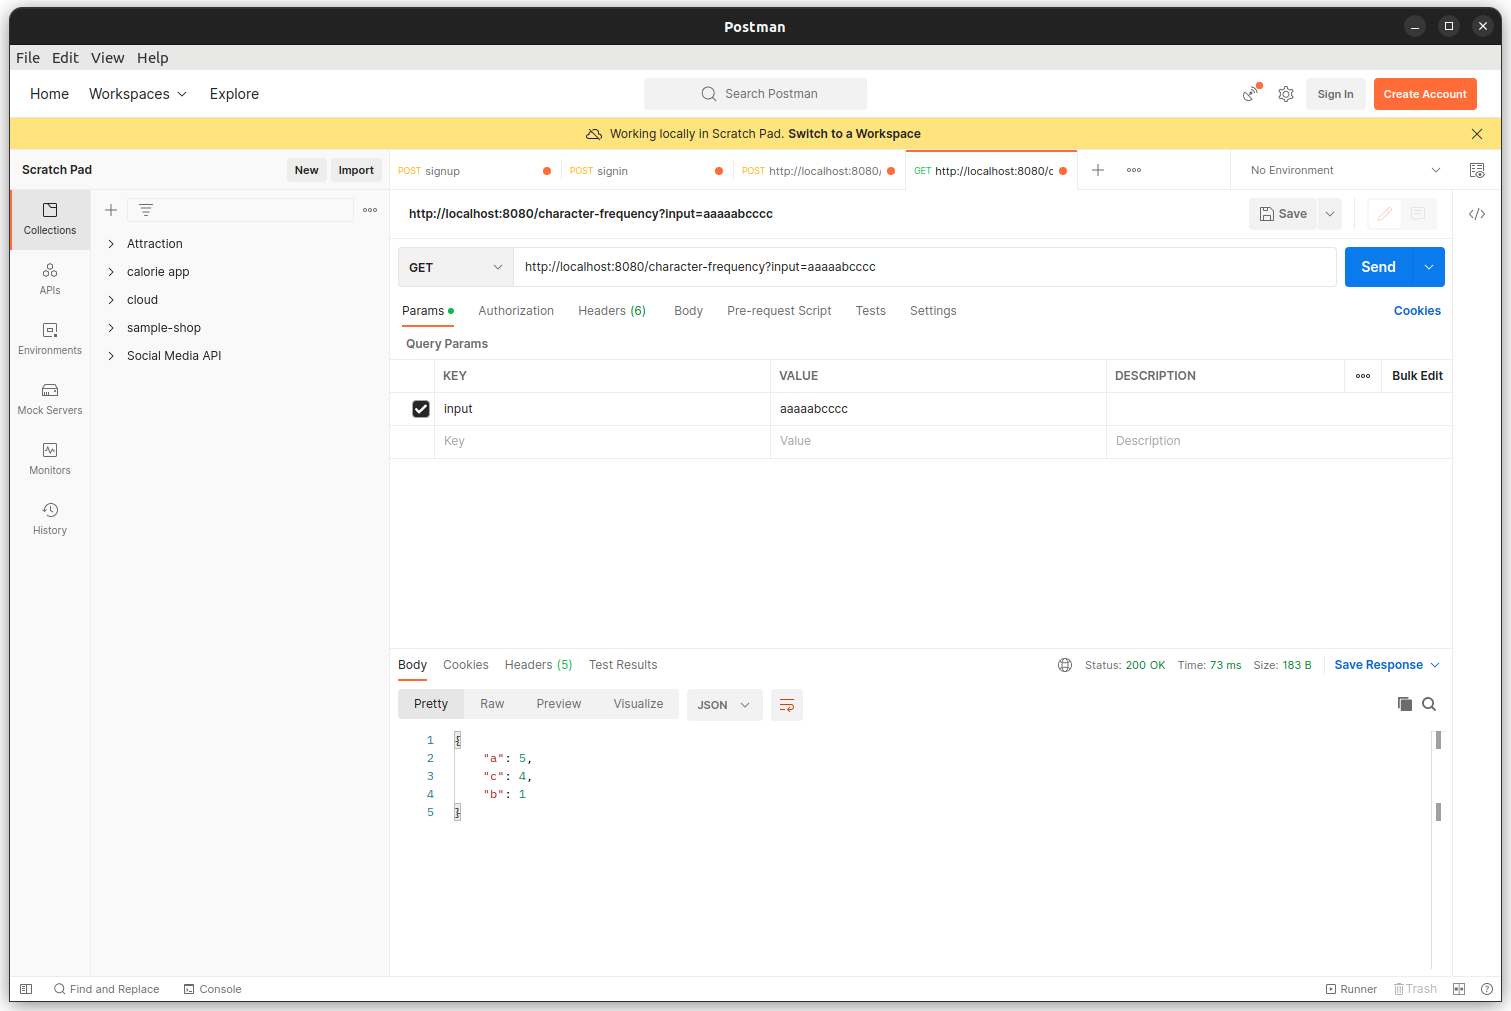 Postman
File Edit View Help
Home Workspaces Explore
Search Postman
Sign In
Create Account
Working locally in Scratch Pad. Switch to a Workspace
Scratch Pad
New
Import
POST signup
POST signin
POST http://localhost:8080/
GET http://localhost:8080/c
No Environment
Collections
APIs
Environments
Mock Servers
Monitors
History
Attraction
calorie app
cloud
sample-shop
Social Media API
http://localhost:8080/character-frequency?input=aaaaabcccc
Save
GET
http://localhost:8080/character-frequency?input=aaaaabcccc
Send
Params Authorization Headers (6) Body Pre-request Script Tests Settings
Cookies
Query Params
KEY VALUE DESCRIPTION
Bulk Edit
input aaaaabcccc
Key Value Description
Body Cookies Headers (5) Test Results
Status: 200 OK Time: 73 ms Size: 183 B
Save Response
Pretty Raw Preview Visualize
JSON
1 {
2 "a": 5,
3 "c": 4,
4 "b": 1
5 }
Find and Replace
Console
Runner
Trash